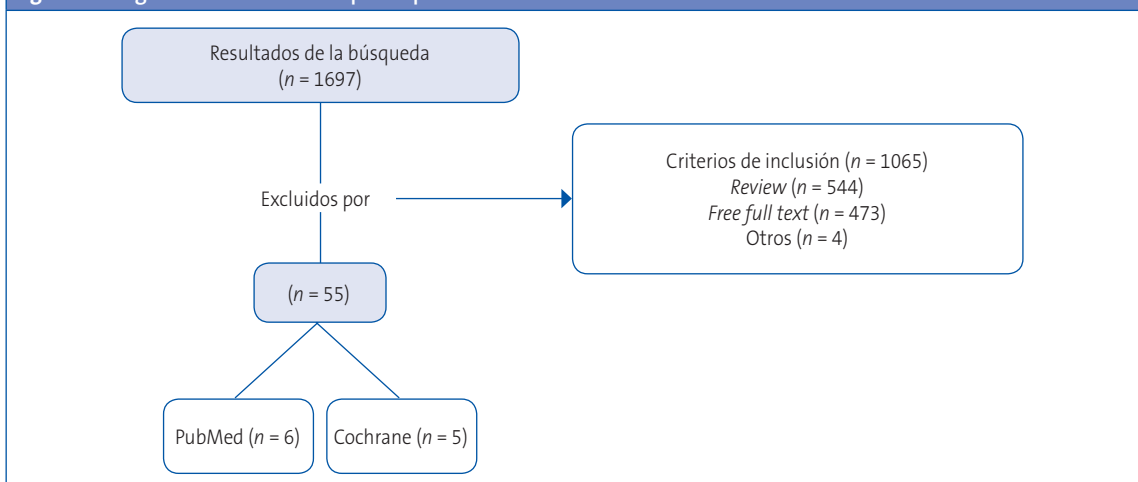 Resultados de la búsqueda
(n = 1697)
Excluidos por
Criterios de inclusión (n = 1065)
Review (n = 544)
Free full text (n = 473)
Otros (n = 4)
(n = 55)
PubMed (n = 6)
Cochrane (n = 5)